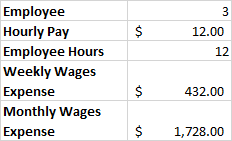 Employee 3
Hourly Pay $ 12.00
Employee Hours 12
Weekly Wages
Expense $ 432.00
Monthly Wages
Expense $ 1,728.00